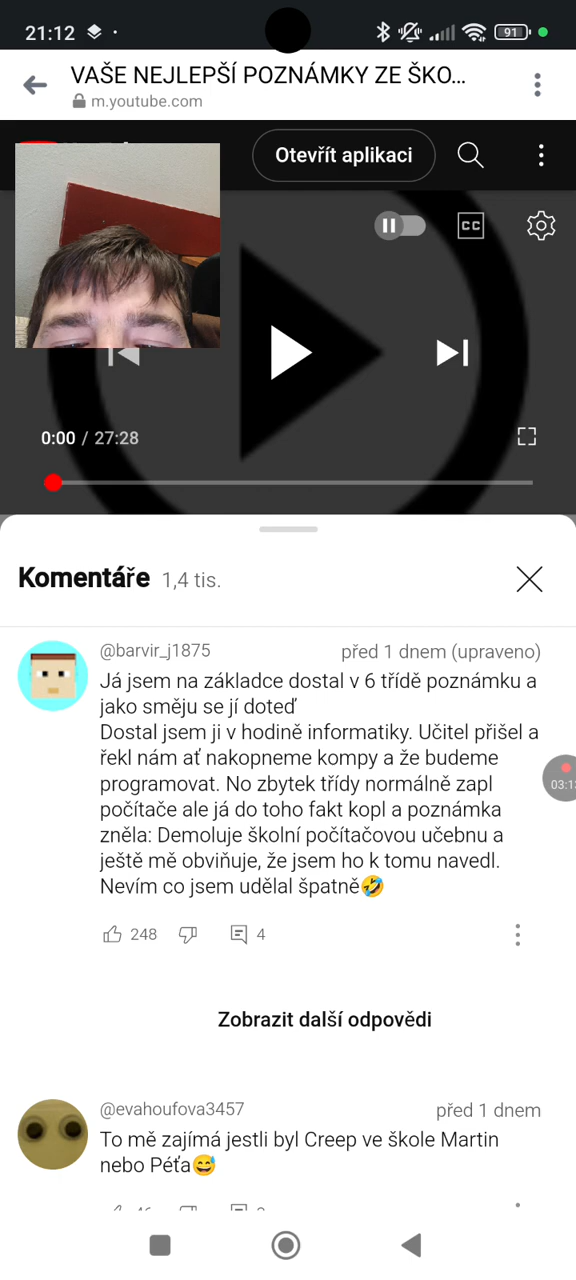 21:12
91
VAŠE NEJLEPŠÍ POZNÁMKY ZE ŠKO...
m.youtube.com
Otevřít aplikaci
CC
0:00 / 27:28
Komentáře 1,4 tis.
@barvir_j1875 před 1 dnem (upraveno)
Já jsem na základce dostal v 6 třídě poznámku a
jako směju se jí doteď
Dostal jsem ji v hodině informatiky. Učitel přišel a
řekl nám ať nakopneme kompy a že budeme
programovat. No zbytek třídy normálně zapl
počítače ale já do toho fakt kopl a poznámka
zněla: Demoluje školní počítačovou učebnu a
ještě mě obviňuje, že jsem ho k tomu navedl.
Nevím co jsem udělal špatně🤣
03:13
248 4
Zobrazit další odpovědi
@evahoufova3457 před 1 dnem
To mě zajímá jestli byl Creep ve škole Martin
nebo Péťa😅